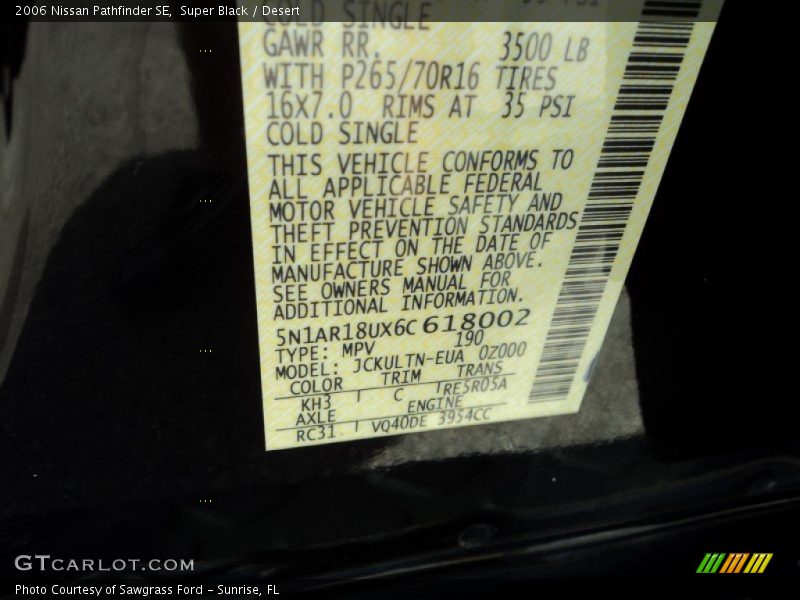 2006 Nissan Pathfinder SE, Super Black / Desert
COLD SINGLE
GAWR RR. 3500 LB
WITH P265/70R16 TIRES
16X7.0 RIMS AT 35 PSI
COLD SINGLE
THIS VEHICLE CONFORMS TO
ALL APPLICABLE FEDERAL
MOTOR VEHICLE SAFETY AND
THEFT PREVENTION STANDARDS
IN EFFECT ON THE DATE OF
MANUFACTURE SHOWN ABOVE.
SEE OWNERS MANUAL FOR
ADDITIONAL INFORMATION.
5N1AR18UX6C618002
TYPE: MPV 190
MODEL: JCKULTN-EUA 0Z000
COLOR TRIM TRANS
KH3 C TRE5R05A
AXLE ENGINE
RC31 VQ40DE 3954CC
GTCARLOT.COM
Photo Courtesy of Sawgrass Ford - Sunrise, FL